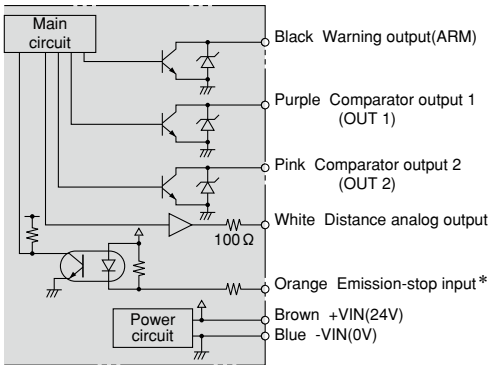 Main
circuit
Black Warning output(ARM)
Purple Comparator output 1
(OUT 1)
Pink Comparator output 2
(OUT 2)
White Distance analog output
100 Ω
Orange Emission-stop input*
Brown +VIN(24V)
Blue -VIN(0V)
Power
circuit